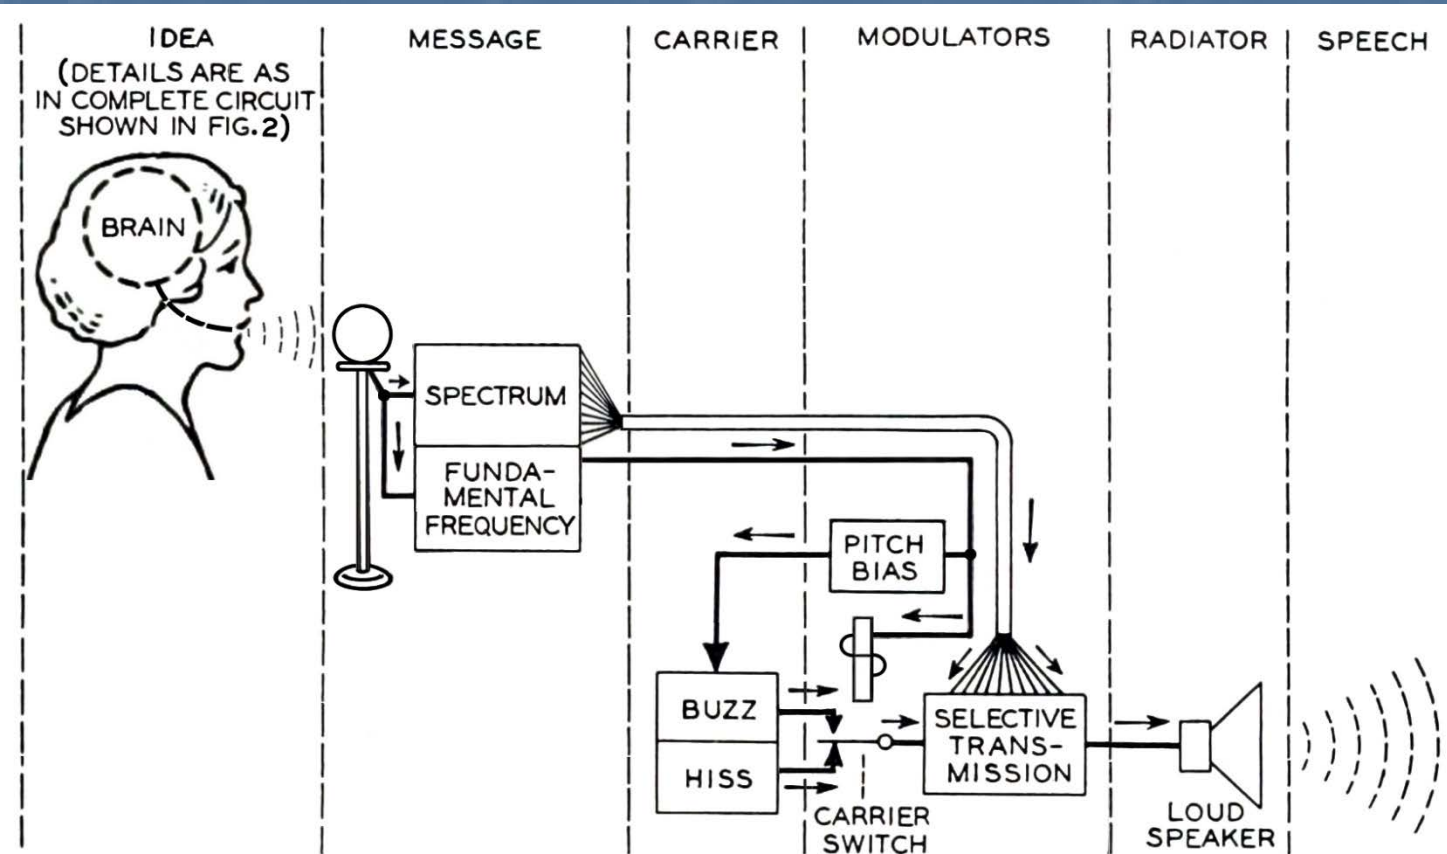 IDEA
(DETAILS ARE AS
IN COMPLETE CIRCUIT
SHOWN IN FIG.2)
MESSAGE
CARRIER
MODULATORS
RADIATOR
SPEECH
BRAIN
SPECTRUM
FUNDA-
MENTAL
FREQUENCY
PITCH
BIAS
BUZZ
HISS
CARRIER
SWITCH
SELECTIVE
TRANS-
MISSION
LOUD
SPEAKER